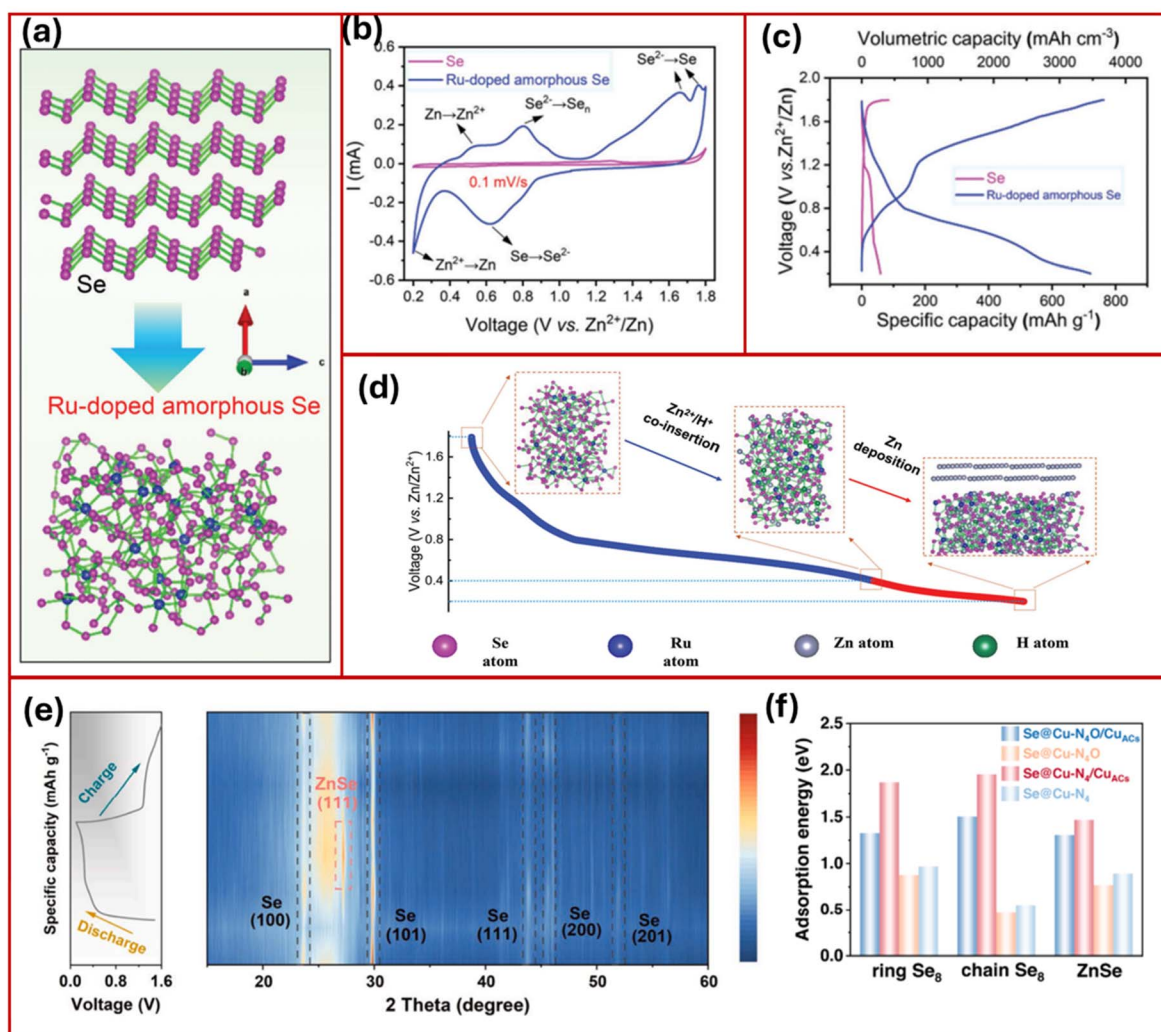 (a)
Se
a
b
c
Ru-doped amorphous Se
(b)
0.6
0.4
0.2
0.0
-0.2
-0.4
-0.6
I (mA)
Se
Ru-doped amorphous Se
Se²⁻→Se
Zn→Zn²⁺
Se²⁻→Seₙ
0.1 mV/s
Zn²⁺→Zn
Se→Se²⁻
0.2 0.4 0.6 0.8 1.0 1.2 1.4 1.6 1.8
Voltage (V vs. Zn²⁺/Zn)
(c)
Volumetric capacity (mAh cm⁻³)
0 1000 2000 3000 4000
2.0
1.6
1.2
0.8
0.4
Voltage (V vs.Zn²⁺/Zn)
Se
Ru-doped amorphous Se
0 200 400 600 800
Specific capacity (mAh g⁻¹)
(d)
Voltage (V vs. Zn/Zn²⁺)
1.6
1.2
0.8
0.4
Zn²⁺/H⁺
co-insertion
Zn
deposition
Se
atom
Ru
atom
Zn atom
H atom
(e)
Specific capacity (mAh g⁻¹)
Charge
Discharge
0.0 0.8 1.6
Voltage (V)
ZnSe
(111)
Se
(100)
Se
(101)
Se
(111)
Se
(200)
Se
(201)
20 30 40 50 60
2 Theta (degree)
(f)
2.5
2.0
1.5
1.0
0.5
0.0
Adsorption energy (eV)
Se@Cu-N₄O/Cu_ACs
Se@Cu-N₄O
Se@Cu-N₄/Cu_ACs
Se@Cu-N₄
ring Se₈ chain Se₈ ZnSe